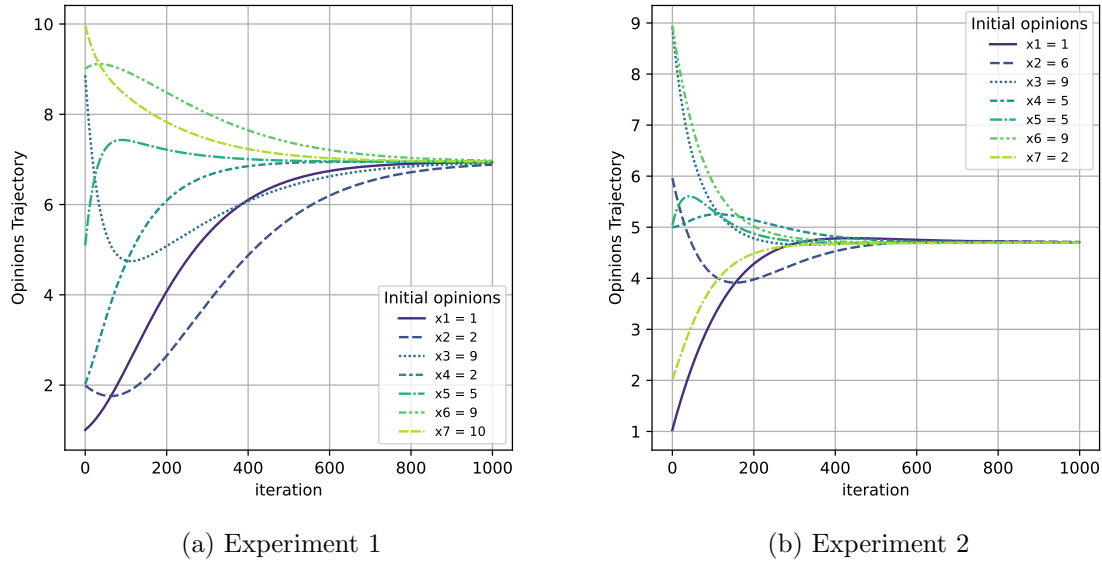 10
8
6
4
2
Opinions Trajectory
Initial opinions
x1 = 1
x2 = 2
x3 = 9
x4 = 2
x5 = 5
x6 = 9
x7 = 10
0 200 400 600 800 1000
iteration
(a) Experiment 1
9
8
7
6
5
4
3
2
1
Opinions Trajectory
Initial opinions
x1 = 1
x2 = 6
x3 = 9
x4 = 5
x5 = 5
x6 = 9
x7 = 2
0 200 400 600 800 1000
iteration
(b) Experiment 2